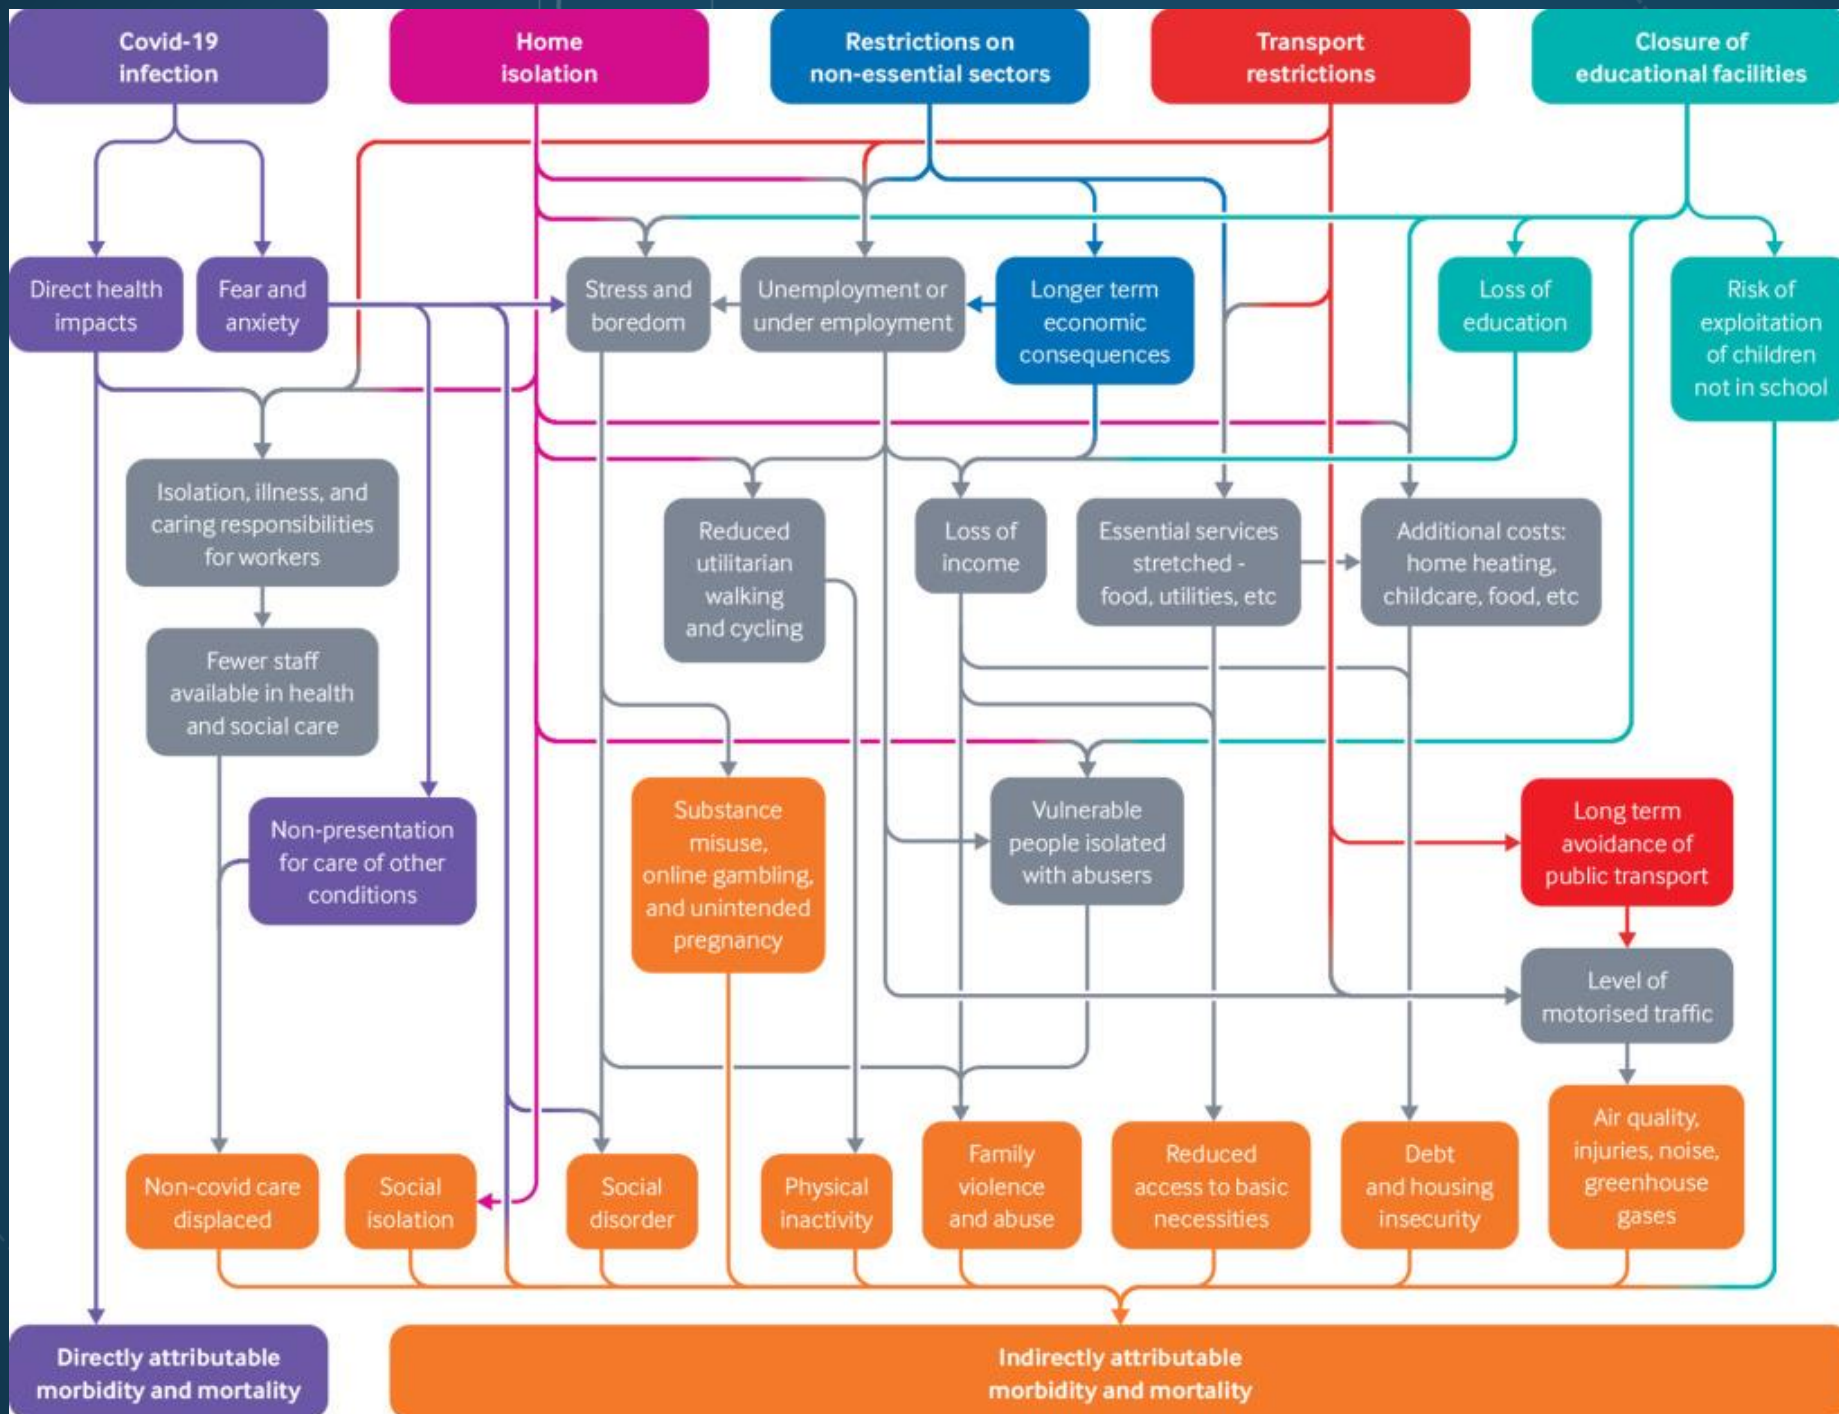 Covid-19
infection
Home
isolation
Restrictions on
non-essential sectors
Transport
restrictions
Closure of
educational facilities
Direct health
impacts
Fear and
anxiety
Stress and
boredom
Unemployment or
under employment
Longer term
economic
consequences
Loss of
education
Risk of
exploitation
of children
not in school
Isolation, illness, and
caring responsibilities
for workers
Reduced
utilitarian
walking
and cycling
Loss of
income
Essential services
stretched -
food, utilities, etc
Additional costs:
home heating,
childcare, food, etc
Fewer staff
available in health
and social care
Non-presentation
for care of other
conditions
Substance
misuse,
online gambling,
and unintended
pregnancy
Vulnerable
people isolated
with abusers
Long term
avoidance of
public transport
Level of
motorised traffic
Non-covid care
displaced
Social
isolation
Social
disorder
Physical
inactivity
Family
violence
and abuse
Reduced
access to basic
necessities
Debt
and housing
insecurity
Air quality,
injuries, noise,
greenhouse
gases
Directly attributable
morbidity and mortality
Indirectly attributable
morbidity and mortality